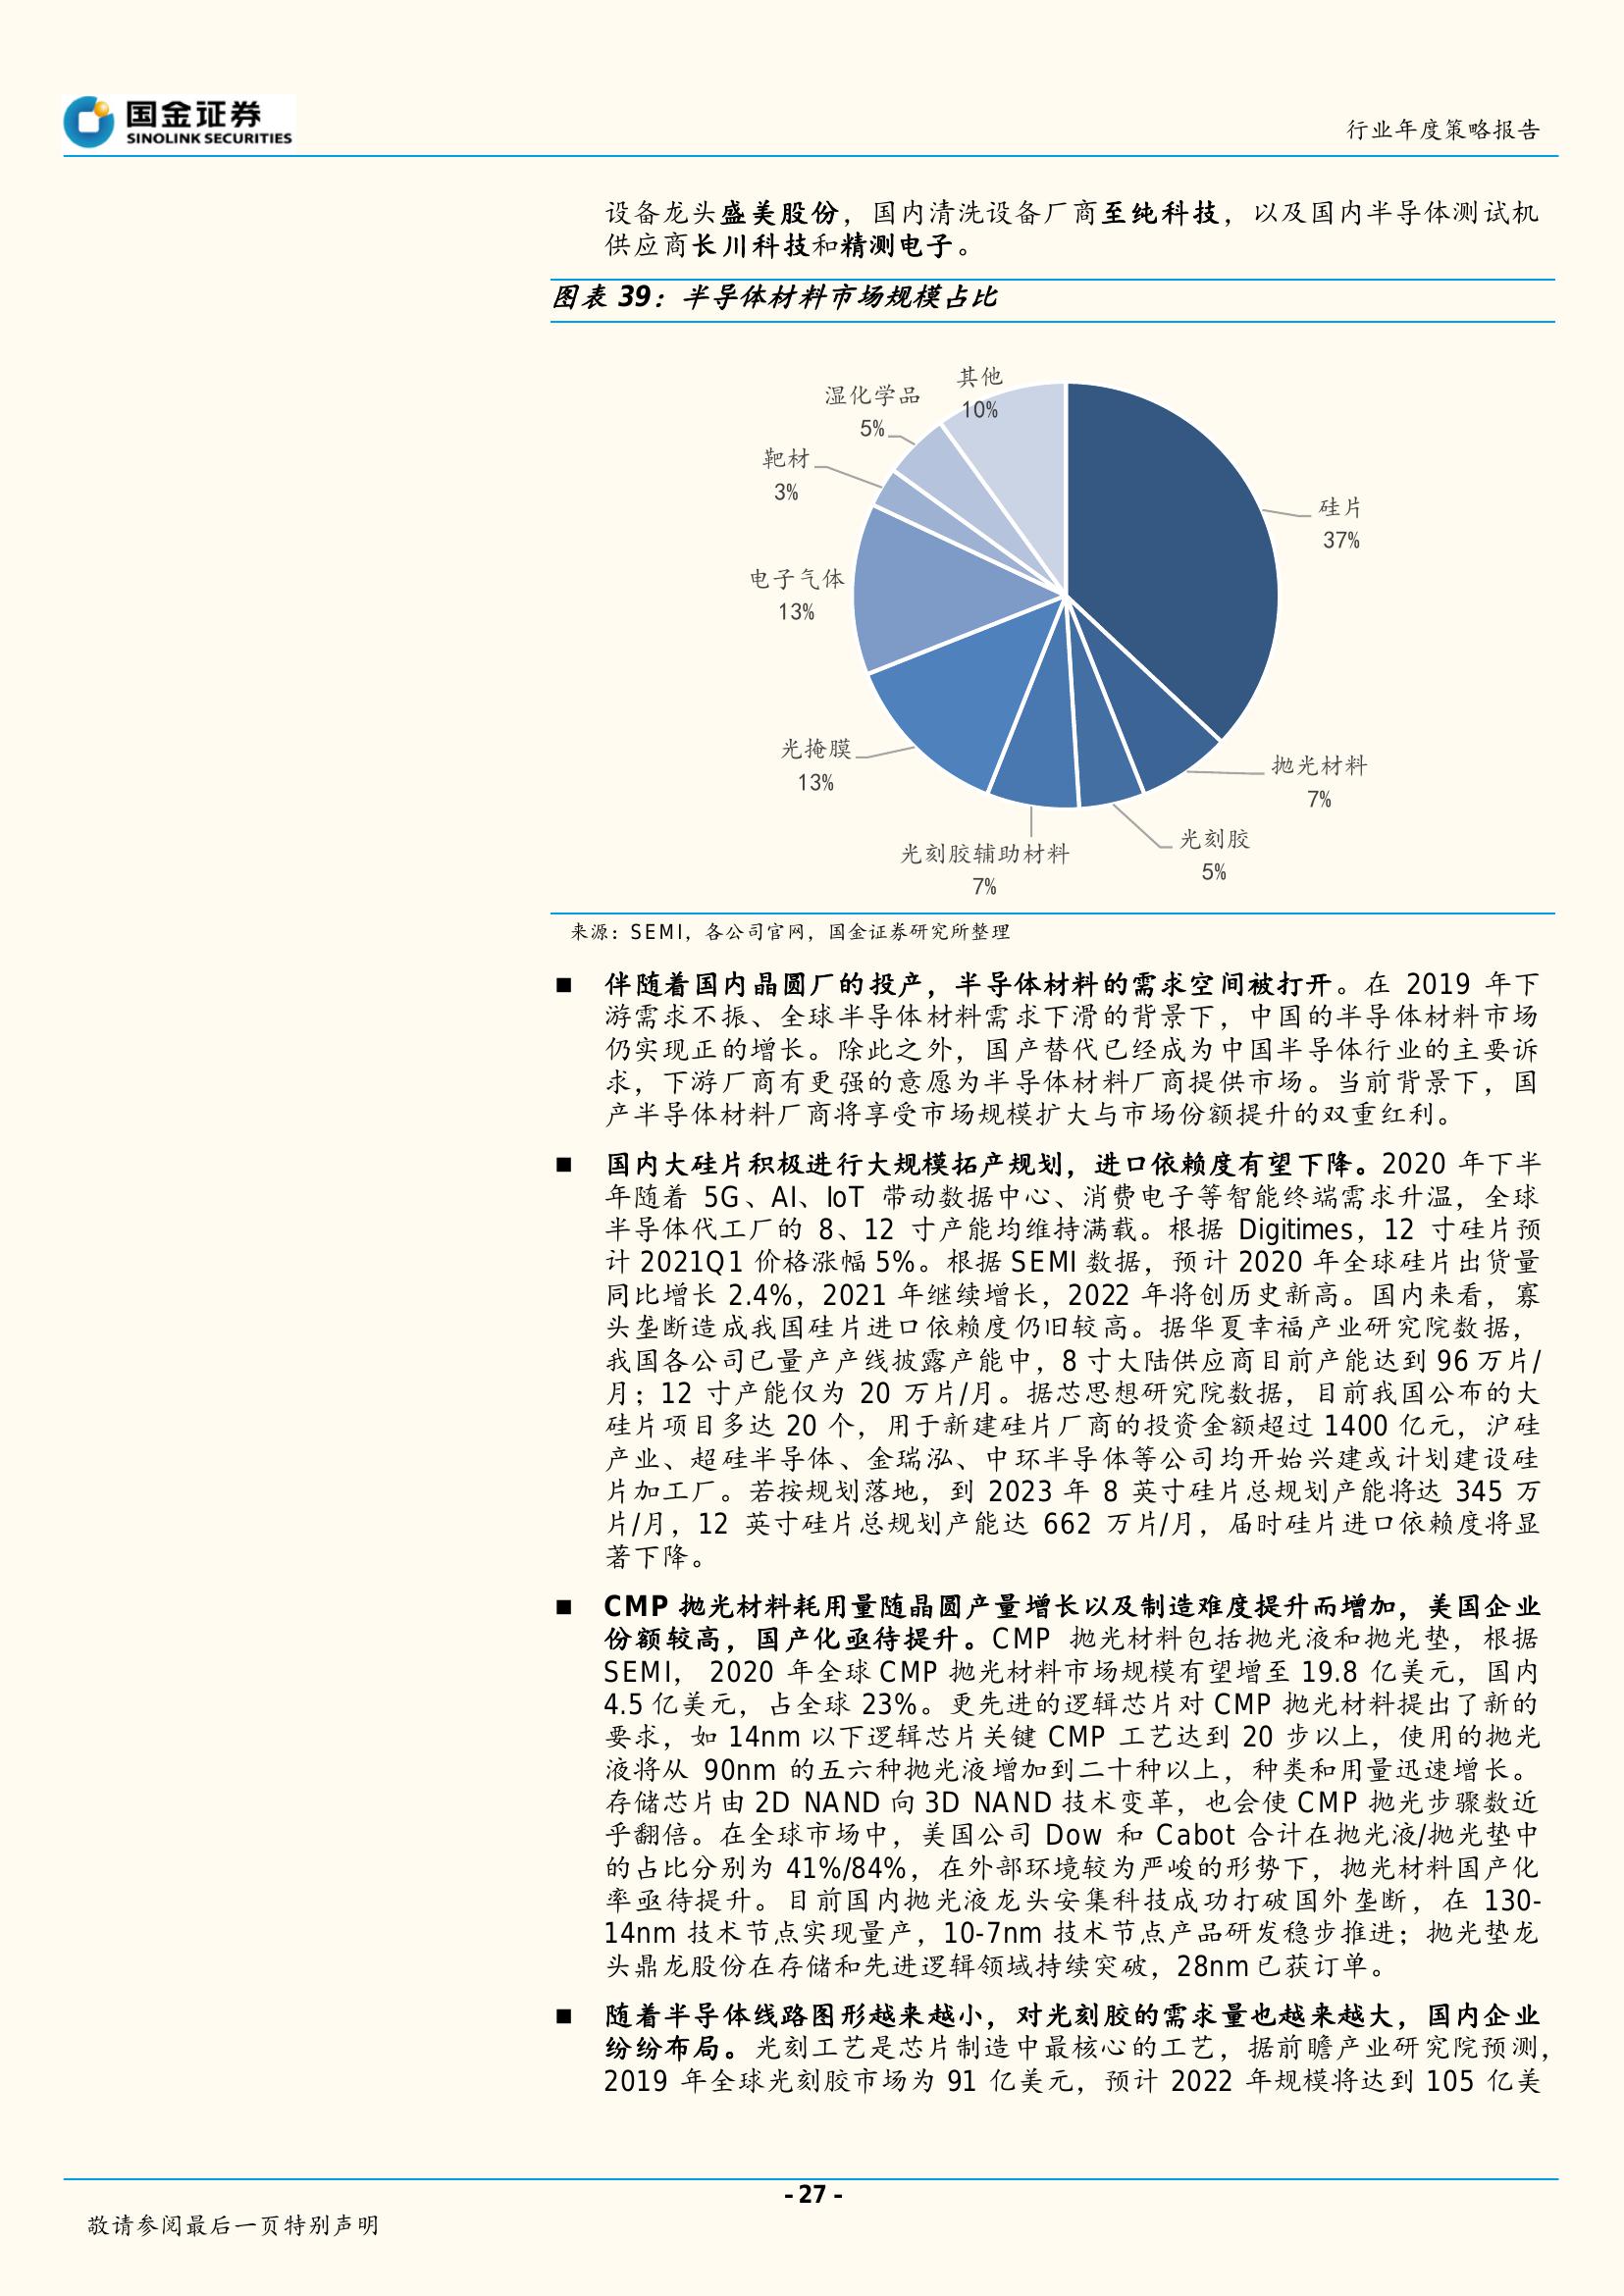 国金证券
SINOLINK SECURITIES
行业年度策略报告
设备龙头盛美股份，国内清洗设备厂商至纯科技，以及国内半导体测试机
供应商长川科技和精测电子。
图表 39：半导体材料市场规模占比
其他
10%
湿化学品
5%
靶材
3%
硅片
37%
电子气体
13%
光掩膜
13%
抛光材料
7%
光刻胶
5%
光刻胶辅助材料
7%
来源：SEMI，各公司官网，国金证券研究所整理
■ 伴随着国内晶圆厂的投产，半导体材料的需求空间被打开。在 2019 年下
游需求不振、全球半导体材料需求下滑的背景下，中国的半导体材料市场
仍实现正的增长。除此之外，国产替代已经成为中国半导体行业的主要诉
求，下游厂商有更强的意愿为半导体材料厂商提供市场。当前背景下，国
产半导体材料厂商将享受市场规模扩大与市场份额提升的双重红利。
■ 国内大硅片积极进行大规模拓产规划，进口依赖度有望下降。2020 年下半
年随着 5G、AI、IoT 带动数据中心、消费电子等智能终端需求升温，全球
半导体代工厂的 8、12 寸产能均维持满载。根据 Digitimes，12 寸硅片预
计 2021Q1 价格涨幅 5%。根据 SEMI 数据，预计 2020 年全球硅片出货量
同比增长 2.4%，2021 年继续增长，2022 年将创历史新高。国内来看，寡
头垄断造成我国硅片进口依赖度仍旧较高。据华夏幸福产业研究院数据，
我国各公司已量产产线披露产能中，8 寸大陆供应商目前产能达到 96 万片/
月；12 寸产能仅为 20 万片/月。据芯思想研究院数据，目前我国公布的大
硅片项目多达 20 个，用于新建硅片厂商的投资金额超过 1400 亿元，沪硅
产业、超硅半导体、金瑞泓、中环半导体等公司均开始兴建或计划建设硅
片加工厂。若按规划落地，到 2023 年 8 英寸硅片总规划产能将达 345 万
片/月，12 英寸硅片总规划产能达 662 万片/月，届时硅片进口依赖度将显
著下降。
■ CMP 抛光材料耗用量随晶圆产量增长以及制造难度提升而增加，美国企业
份额较高，国产化亟待提升。CMP 抛光材料包括抛光液和抛光垫，根据
SEMI， 2020 年全球 CMP 抛光材料市场规模有望增至 19.8 亿美元，国内
4.5 亿美元，占全球 23%。更先进的逻辑芯片对 CMP 抛光材料提出了新的
要求，如 14nm 以下逻辑芯片关键 CMP 工艺达到 20 步以上，使用的抛光
液将从 90nm 的五六种抛光液增加到二十种以上，种类和用量迅速增长。
存储芯片由 2D NAND 向 3D NAND 技术变革，也会使 CMP 抛光步骤数近
乎翻倍。在全球市场中，美国公司 Dow 和 Cabot 合计在抛光液/抛光垫中
的占比分别为 41%/84%，在外部环境较为严峻的形势下，抛光材料国产化
率亟待提升。目前国内抛光液龙头安集科技成功打破国外垄断，在 130-
14nm 技术节点实现量产，10-7nm 技术节点产品研发稳步推进；抛光垫龙
头鼎龙股份在存储和先进逻辑领域持续突破，28nm 已获订单。
■ 随着半导体线路图形越来越小，对光刻胶的需求量也越来越大，国内企业
纷纷布局。光刻工艺是芯片制造中最核心的工艺，据前瞻产业研究院预测，
2019 年全球光刻胶市场为 91 亿美元，预计 2022 年规模将达到 105 亿美
- 27 -
敬请参阅最后一页特别声明